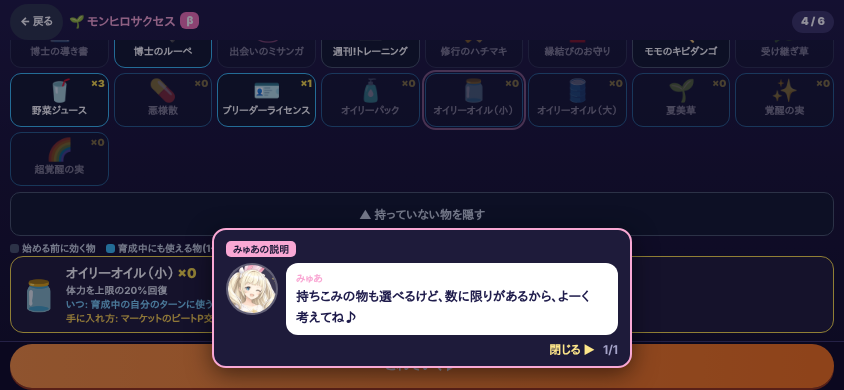 ← 戻る 🌱 モンヒロサクセス β 4 / 6
博士の導き書 博士のルーペ 出会いのミサンガ 週刊!トレーニング 修行のハチマキ 縁結びのお守り モモのキビダンゴ 受け継ぎ草
×3 ×0 ×1 ×0 ×0 ×0 ×0 ×0
野菜ジュース 悪様散 ブリーダーライセンス オイリーパック オイリーオイル（小） オイリーオイル（大） 夏美草 覚醒の実
×0
超覚醒の実
▲ 持っていない物を隠す
始める前に効く物 育成中にも使える物(1
オイリーオイル（小） ×0
体力を上限の20%回復
いつ: 育成中の自分のターンに使う
手に入れ方: マーケットのビートP交
みゅあの説明
みゅあ
持ちこみの物も選べるけど、数に限りがあるから、よーく
考えてね♪
閉じる ▶ 1/1